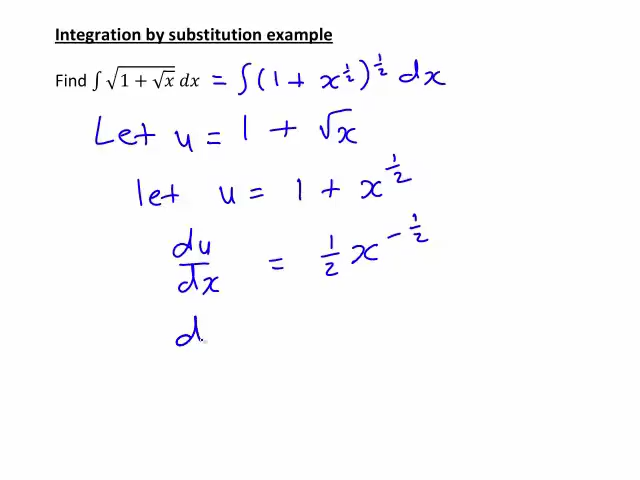 Integration by substitution example
Find ∫ √(1 + √x) dx = ∫ (1 + x^½)^½ dx
Let u = 1 + √x
let u = 1 + x^½
du/dx = ½ x^-½
d